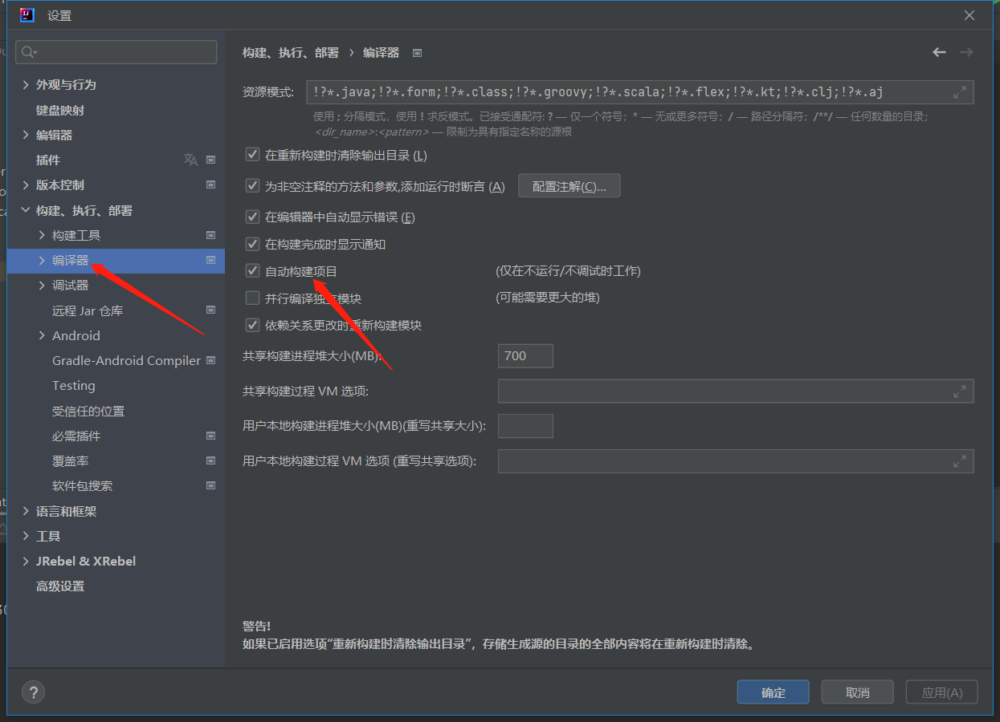 设置
外观与行为
键盘映射
编辑器
插件
版本控制
构建、执行、部署
构建工具
编译器
调试器
远程 Jar 仓库
Android
Gradle-Android Compiler
Testing
受信任的位置
必需插件
覆盖率
软件包搜索
语言和框架
工具
JRebel & XRebel
高级设置
构建、执行、部署 › 编译器
资源模式: !?*.java;!?*.form;!?*.class;!?*.groovy;!?*.scala;!?*.flex;!?*.kt;!?*.clj;!?*.aj
使用 ; 分隔模式，使用 ! 求反模式。已接受通配符: ? — 仅一个符号；* — 无或更多符号；/ — 路径分隔符；/**/ — 任何数量的目录；
<dir_name>:<pattern> — 限制为具有指定名称的源根
在重新构建时清除输出目录 (L)
为非空注释的方法和参数,添加运行时断言 (A) 配置注解(C)...
在编辑器中自动显示错误 (E)
在构建完成时显示通知
自动构建项目 (仅在不运行/不调试时工作)
并行编译独立模块 (可能需要更大的堆)
依赖关系更改时重新构建模块
共享构建进程堆大小(MB): 700
共享构建过程 VM 选项:
用户本地构建进程堆大小(MB)(重写共享大小):
用户本地构建过程 VM 选项 (重写共享选项):
警告!
如果已启用选项“重新构建时清除输出目录”，存储生成源的目录的全部内容将在重新构建时清除。
? 确定 取消 应用(A)